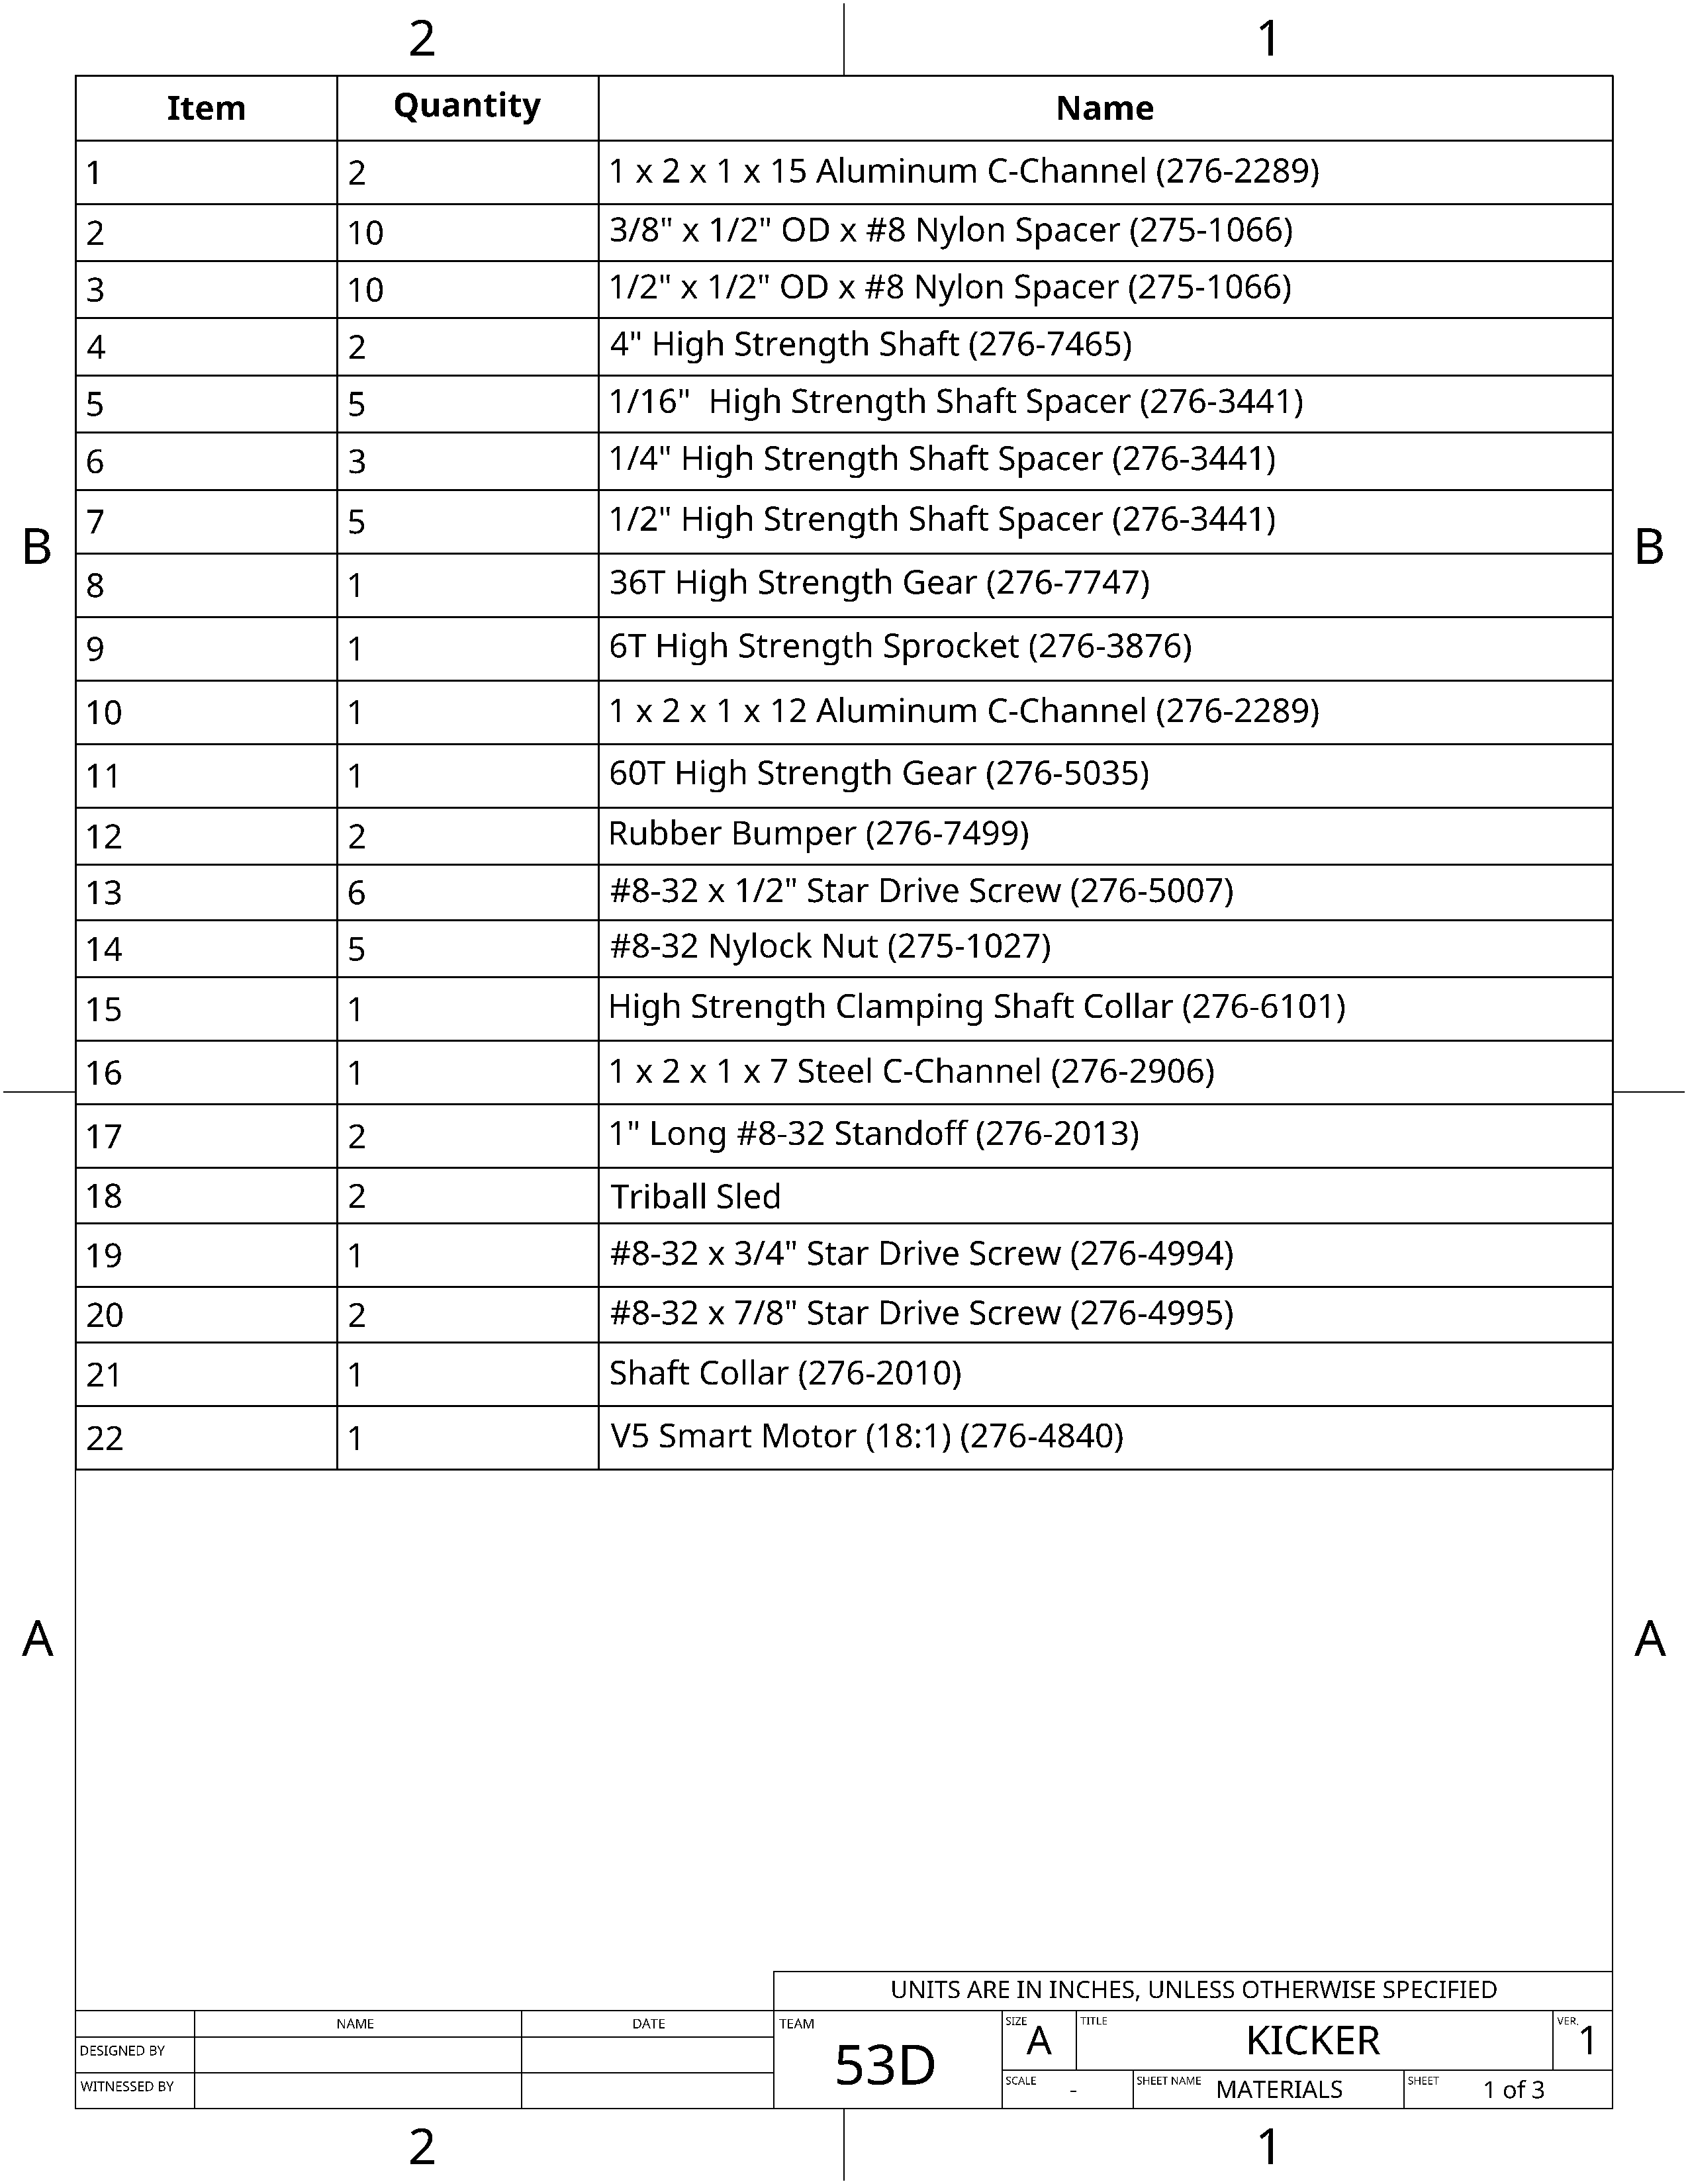 2 1
Item Quantity Name
1 2 1 x 2 x 1 x 15 Aluminum C-Channel (276-2289)
2 10 3/8" x 1/2" OD x #8 Nylon Spacer (275-1066)
3 10 1/2" x 1/2" OD x #8 Nylon Spacer (275-1066)
4 2 4" High Strength Shaft (276-7465)
5 5 1/16"  High Strength Shaft Spacer (276-3441)
6 3 1/4" High Strength Shaft Spacer (276-3441)
7 5 1/2" High Strength Shaft Spacer (276-3441)
B B
8 1 36T High Strength Gear (276-7747)
9 1 6T High Strength Sprocket (276-3876)
10 1 1 x 2 x 1 x 12 Aluminum C-Channel (276-2289)
11 1 60T High Strength Gear (276-5035)
12 2 Rubber Bumper (276-7499)
13 6 #8-32 x 1/2" Star Drive Screw (276-5007)
14 5 #8-32 Nylock Nut (275-1027)
15 1 High Strength Clamping Shaft Collar (276-6101)
16 1 1 x 2 x 1 x 7 Steel C-Channel (276-2906)
17 2 1" Long #8-32 Standoff (276-2013)
18 2 Triball Sled
19 1 #8-32 x 3/4" Star Drive Screw (276-4994)
20 2 #8-32 x 7/8" Star Drive Screw (276-4995)
21 1 Shaft Collar (276-2010)
22 1 V5 Smart Motor (18:1) (276-4840)
A A
UNITS ARE IN INCHES, UNLESS OTHERWISE SPECIFIED
NAME DATE
DESIGNED BY
WITNESSED BY
TEAM
53D
SIZE A TITLE KICKER VER. 1
SCALE - SHEET NAME MATERIALS SHEET 1 of 3
2 1